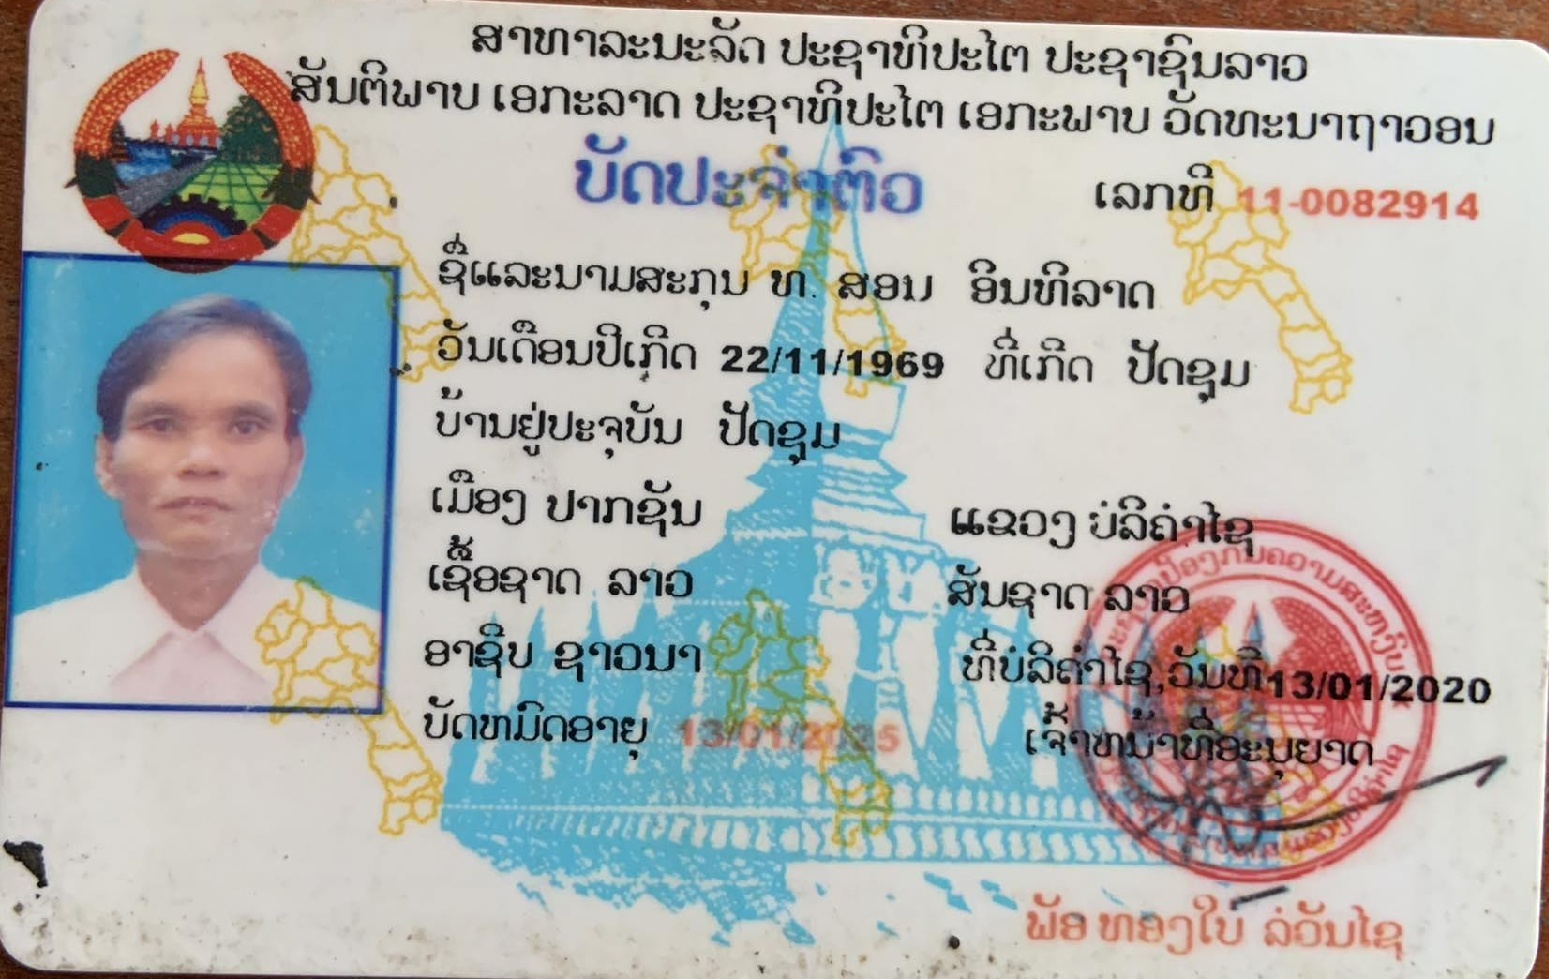 ສາທາລະນະລັດ ປະຊາທິປະໄຕ ປະຊາຊົນລາວ
ສັນຕິພາບ ເອກະລາດ ປະຊາທິປະໄຕ ເອກະພາບ ວັດທະນາຖາວອນ
ບັດປະຈຳຕົວ ເລກທີ 11-0082914
ຊື່ແລະນາມສະກຸນ ທ. ສອນ ອິນທິລາດ
ວັນເດືອນປີເກີດ 22/11/1969 ທີ່ເກີດ ປັດຊຸມ
ບ້ານຢູ່ປະຈຸບັນ ປັດຊຸມ
ເມືອງ ປາກຊັນ ແຂວງ ບໍລິຄຳໄຊ
ເຊື້ອຊາດ ລາວ ສັນຊາດ ລາວ
ອາຊີບ ຊາວນາ ທີ່ບໍລິຄຳໄຊ,ວັນທີ13/01/2020
ບັດຫມົດອາຍຸ 13/01/2025 ເຈົ້າຫນ້າທີ່ອະນຸຍາດ
ພັອ ທອງໃບ ລໍວັນໄຊ